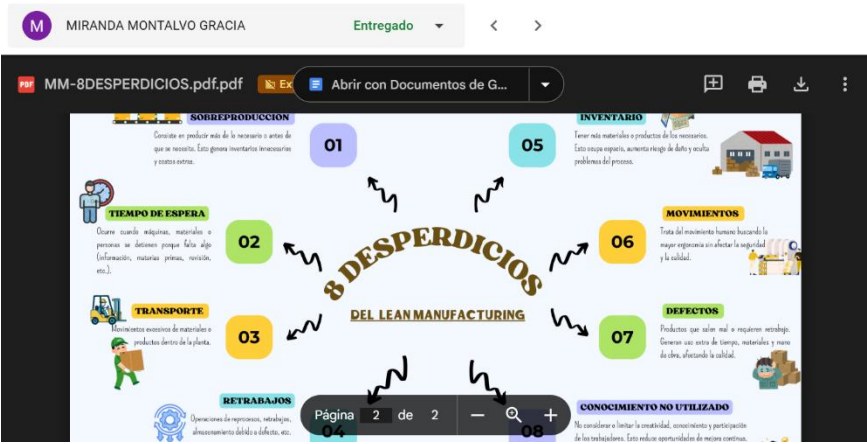 M MIRANDA MONTALVO GRACIA Entregado
PDF MM-8DESPERDICIOS.pdf.pdf Ex Abrir con Documentos de G...
SOBREPRODUCCIÓN
Consiste en producir más de lo necesario o antes de
que se necesita. Esto genera inventarios innecesarios
y costos extras.
01
TIEMPO DE ESPERA
Ocurre cuando máquinas, materiales o
personas se detienen porque falta algo
(información, materias primas, revisión,
etc.).
02
TRANSPORTE
Movimientos excesivos de materiales o
productos dentro de la planta.
03
RETRABAJOS
Operaciones de reprocesos, retrabajos,
almacenamiento debido a defecto, etc.
04
8 DESPERDICIOS
DEL LEAN MANUFACTURING
INVENTARIO
Tener más materiales o productos de los necesarios.
Esto ocupa espacio, aumenta riesgo de daño y oculta
problemas del proceso.
05
MOVIMIENTOS
Trata del movimiento humano buscando la
mayor ergonomía sin afectar la seguridad
y la calidad.
06
DEFECTOS
Productos que salen mal o requieren retrabajo.
Generan uso extra de tiempo, materiales y mano
de obra, afectando la calidad.
07
CONOCIMIENTO NO UTILIZADO
No considerar o limitar la creatividad, conocimiento y participación
de los trabajadores. Esto reduce oportunidades de mejora continua.
08
Página 2 de 2